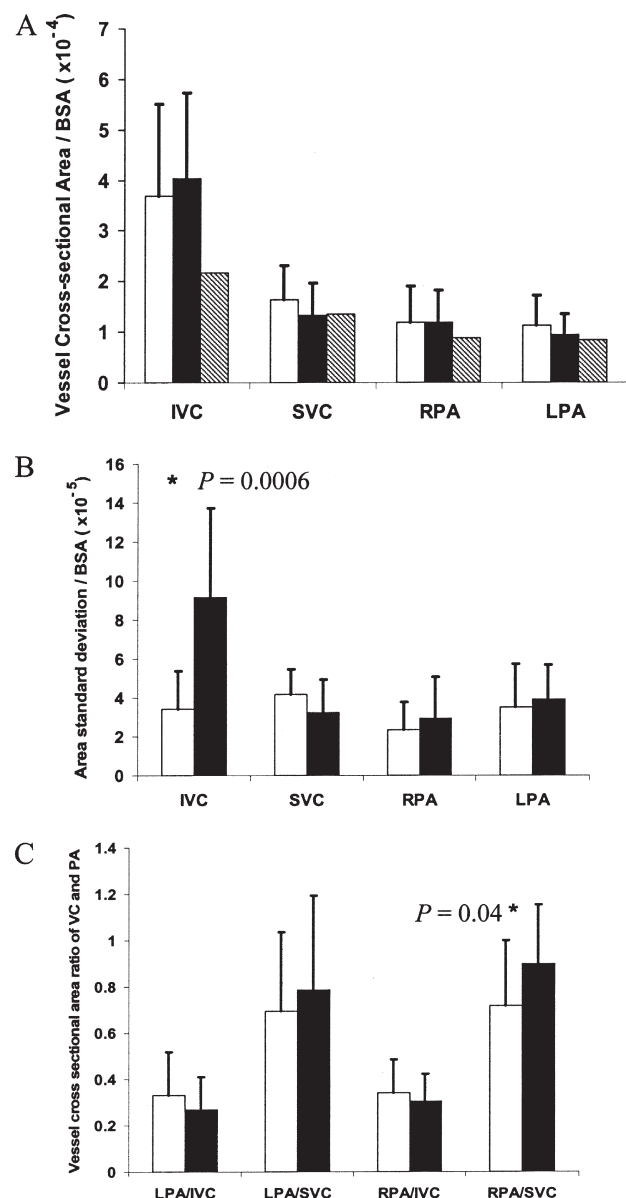 A
Vessel Cross-sectional Area / BSA ( x10⁻⁴)
7
6
5
4
3
2
1
0
IVC SVC RPA LPA
B
Area standard deviation / BSA ( x10⁻⁵)
16
14
12
10
8
6
4
2
0
* P = 0.0006
IVC SVC RPA LPA
C
Vessel cross sectional area ratio of VC and PA
1.4
1.2
1
0.8
0.6
0.4
0.2
0
P = 0.04 *
LPA/IVC LPA/SVC RPA/IVC RPA/SVC